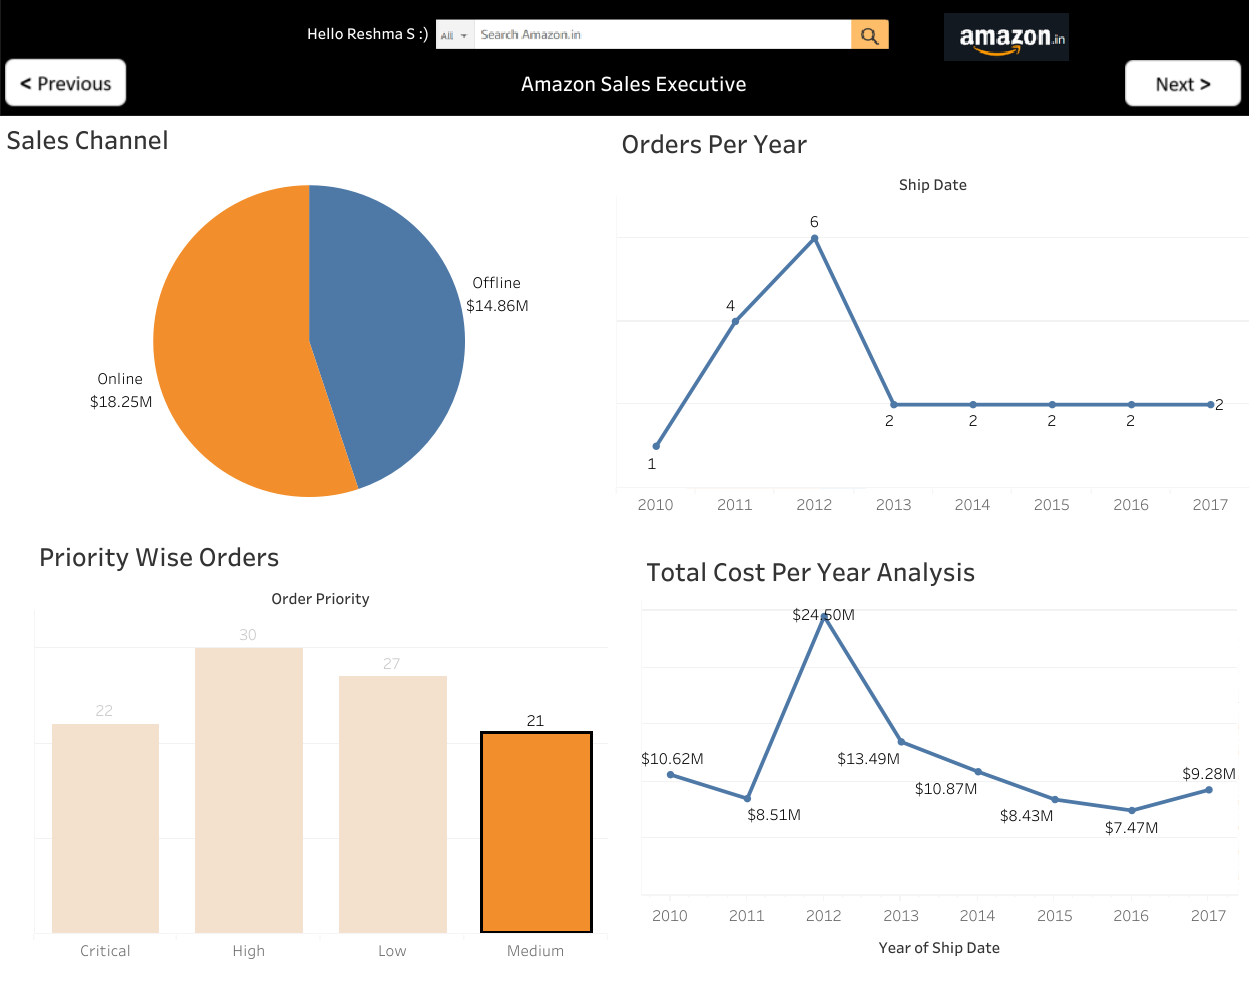 Hello Reshma S :)
All
Search Amazon.in
amazon.in
< Previous
Amazon Sales Executive
Next >
Sales Channel
Offline
$14.86M
Online
$18.25M
Orders Per Year
Ship Date
6
4
1
2
2
2
2
2
2010 2011 2012 2013 2014 2015 2016 2017
Priority Wise Orders
Order Priority
22
30
27
21
Critical High Low Medium
Total Cost Per Year Analysis
$24.50M
$10.62M
$8.51M
$13.49M
$10.87M
$8.43M
$7.47M
$9.28M
2010 2011 2012 2013 2014 2015 2016 2017
Year of Ship Date